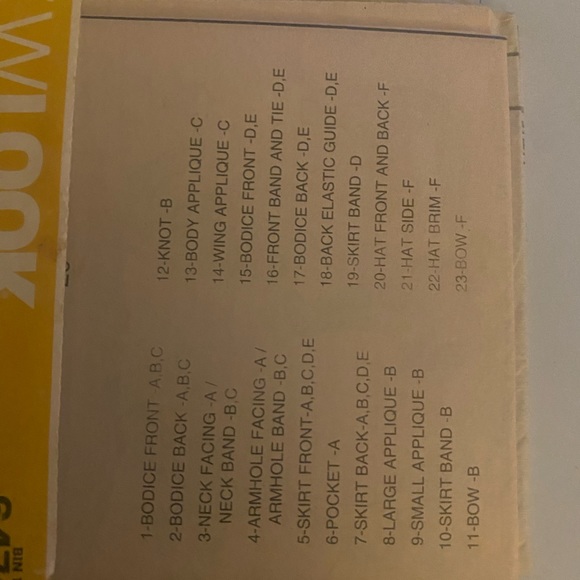 W LOOK
1-BODICE FRONT -A,B,C
2-BODICE BACK -A,B,C
3-NECK FACING -A /
NECK BAND -B,C
4-ARMHOLE FACING -A /
ARMHOLE BAND -B,C
5-SKIRT FRONT-A,B,C,D,E
6-POCKET -A
7-SKIRT BACK-A,B,C,D,E
8-LARGE APPLIQUE -B
9-SMALL APPLIQUE -B
10-SKIRT BAND -B
11-BOW -B
12-KNOT -B
13-BODY APPLIQUE -C
14-WING APPLIQUE -C
15-BODICE FRONT -D,E
16-FRONT BAND AND TIE -D,E
17-BODICE BACK -D,E
18-BACK ELASTIC GUIDE -D,E
19-SKIRT BAND -D
20-HAT FRONT AND BACK -F
21-HAT SIDE -F
22-HAT BRIM -F
23-BOW -F
BIN